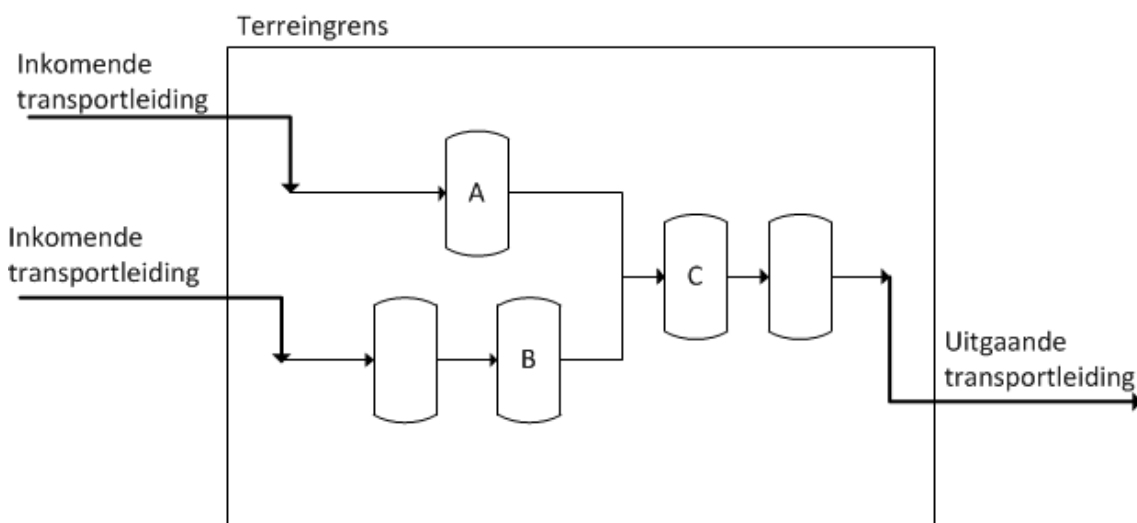 Terreingrens
Inkomende
transportleiding
A
Inkomende
transportleiding
C
B
Uitgaande
transportleiding